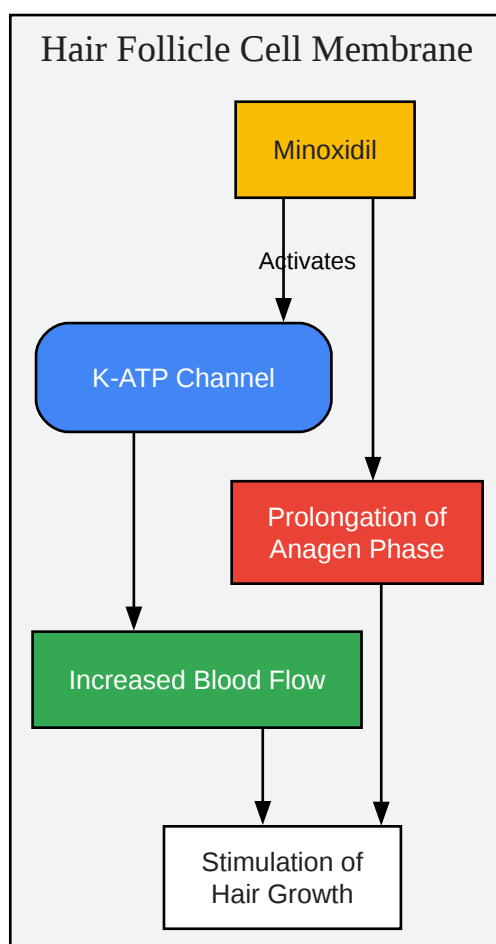 Hair Follicle Cell Membrane
Minoxidil
Activates
K-ATP Channel
Prolongation of
Anagen Phase
Increased Blood Flow
Stimulation of
Hair Growth